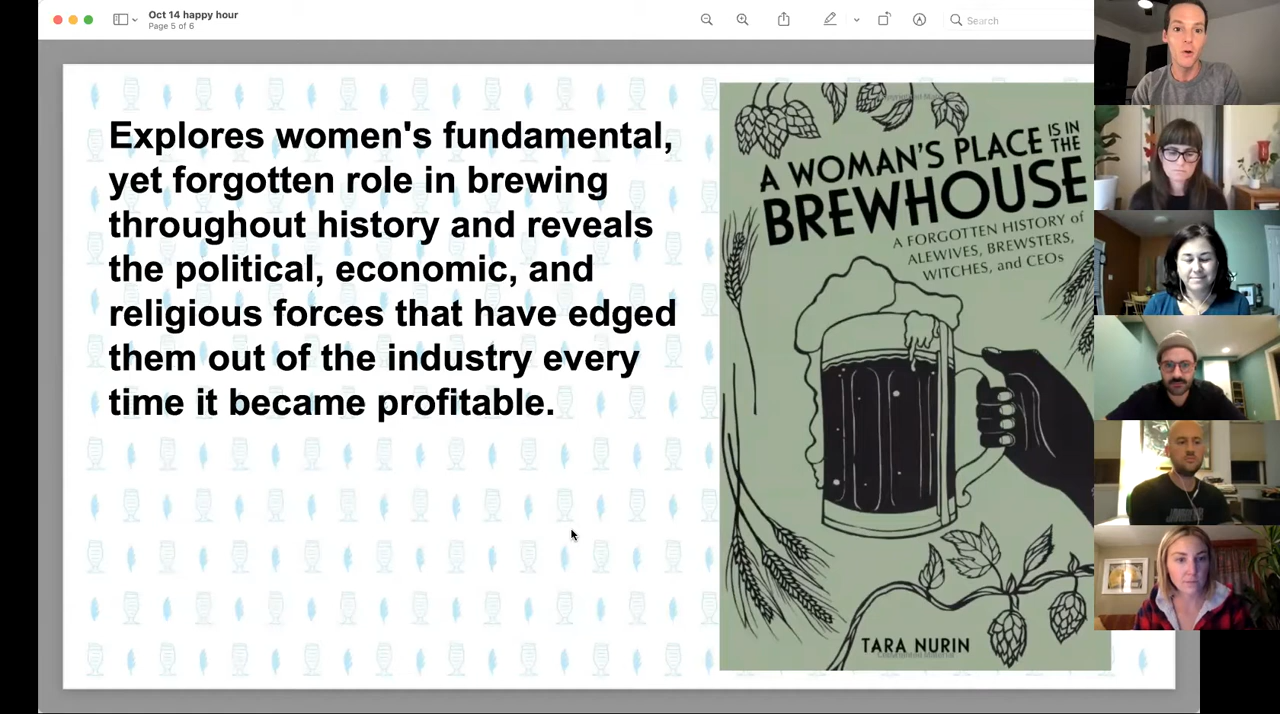 Oct 14 happy hour
Page 5 of 6
Search
Explores women's fundamental,
yet forgotten role in brewing
throughout history and reveals
the political, economic, and
religious forces that have edged
them out of the industry every
time it became profitable.
A WOMAN'S PLACE IS IN THE
BREWHOUSE
A FORGOTTEN HISTORY of
ALEWIVES, BREWSTERS,
WITCHES, and CEOs
TARA NURIN